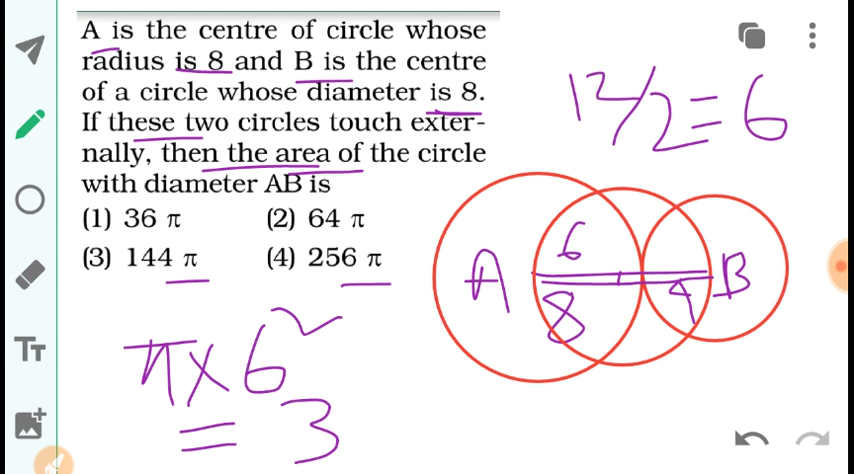 A is the centre of circle whose
radius is 8 and B is the centre
of a circle whose diameter is 8.
If these two circles touch exter-
nally, then the area of the circle
with diameter AB is
(1) 36 π (2) 64 π
(3) 144 π (4) 256 π
12/2=6
A 6 B
8 4
π×6²
= 3
TT